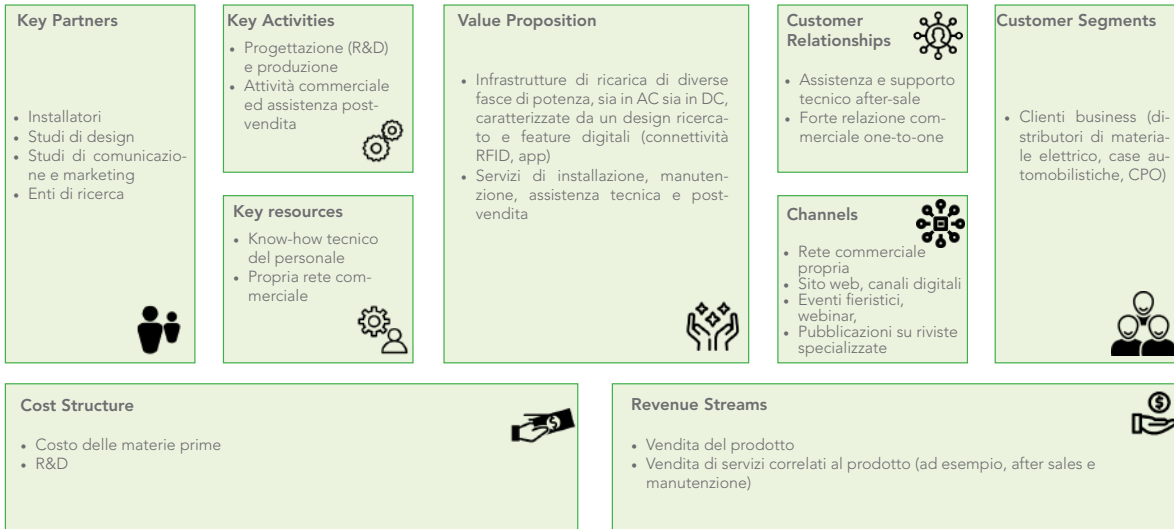 Key Partners
• Installatori
• Studi di design
• Studi di comunicazio-
ne e marketing
• Enti di ricerca
Key Activities
• Progettazione (R&D)
e produzione
• Attività commerciale
ed assistenza post-
vendita
Key resources
• Know-how tecnico
del personale
• Propria rete com-
merciale
Value Proposition
• Infrastrutture di ricarica di diverse
fasce di potenza, sia in AC sia in DC,
caratterizzate da un design ricerca-
to e feature digitali (connettività
RFID, app)
• Servizi di installazione, manuten-
zione, assistenza tecnica e post-
vendita
Customer
Relationships
• Assistenza e supporto
tecnico after-sale
• Forte relazione com-
merciale one-to-one
Channels
• Rete commerciale
propria
• Sito web, canali digitali
• Eventi fieristici,
webinar,
• Pubblicazioni su riviste
specializzate
Customer Segments
• Clienti business (di-
stributori di materia-
le elettrico, case au-
tomobilistiche, CPO)
Cost Structure
• Costo delle materie prime
• R&D
Revenue Streams
• Vendita del prodotto
• Vendita di servizi correlati al prodotto (ad esempio, after sales e
manutenzione)